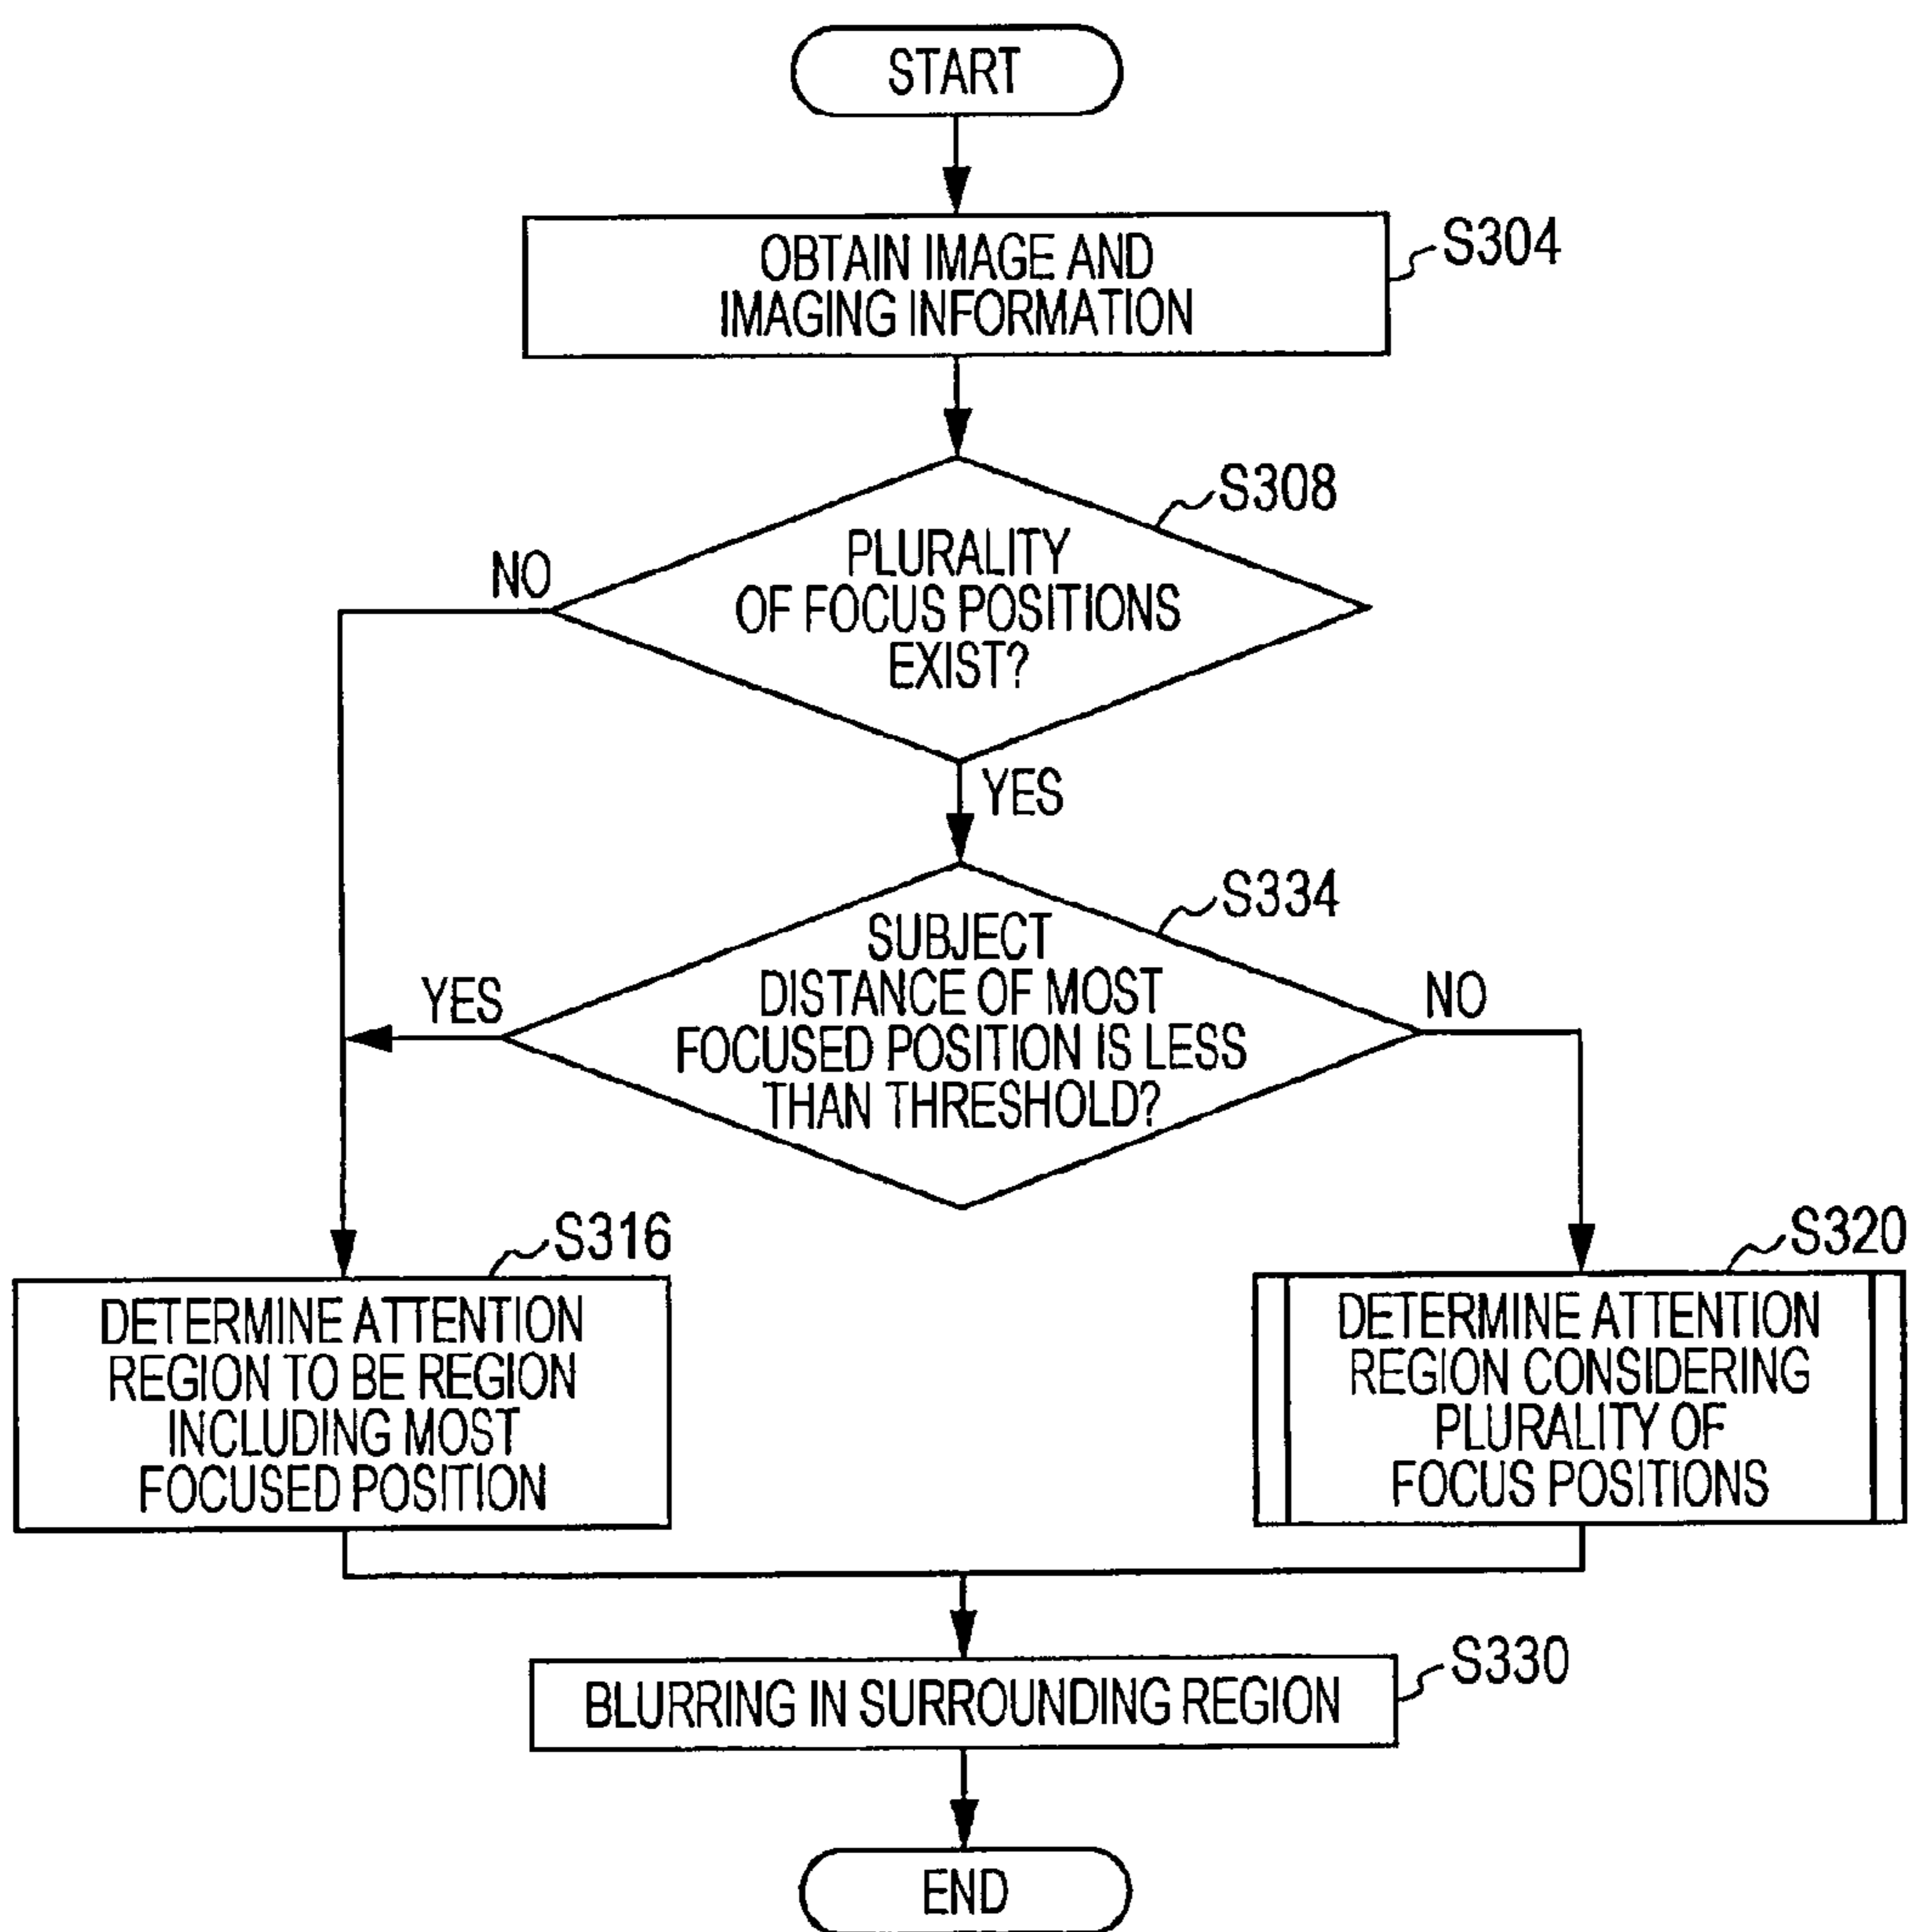 START
OBTAIN IMAGE AND
IMAGING INFORMATION
S304
S308
PLURALITY
OF FOCUS POSITIONS
EXIST?
NO
YES
S334
SUBJECT
DISTANCE OF MOST
FOCUSED POSITION IS LESS
THAN THRESHOLD?
YES
NO
S316
DETERMINE ATTENTION
REGION TO BE REGION
INCLUDING MOST
FOCUSED POSITION
S320
DETERMINE ATTENTION
REGION CONSIDERING
PLURALITY OF
FOCUS POSITIONS
S330
BLURRING IN SURROUNDING REGION
END